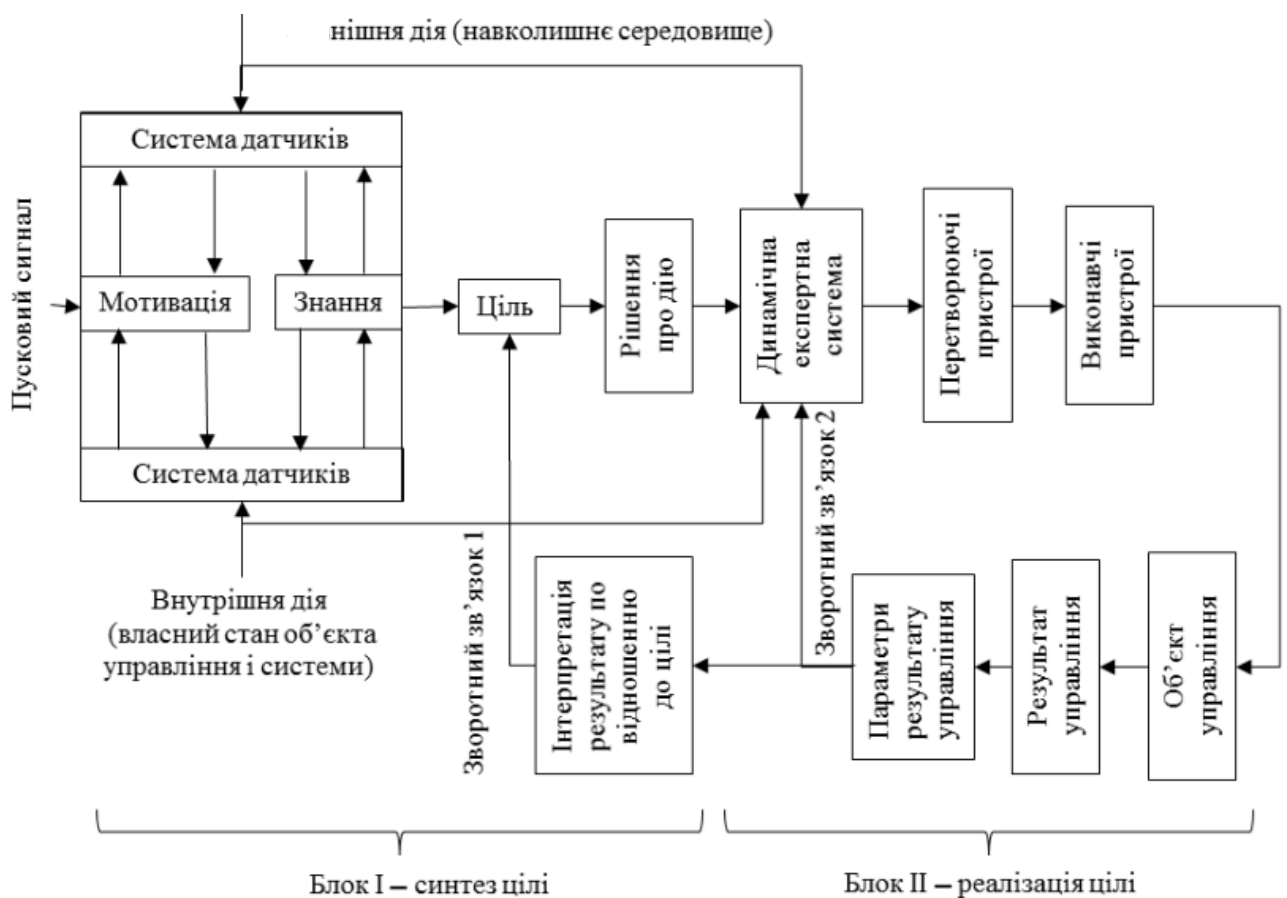 нішня дія (навколишнє середовище)
Система датчиків
Пусковий сигнал
Мотивація
Знання
Ціль
Рішення
про дію
Динамічна
експертна
система
Перетворюючі
пристрої
Виконавчі
пристрої
Система датчиків
Внутрішня дія
(власний стан об’єкта
управління і системи)
Зворотний зв’язок 1
Інтерпретація
результату по
відношенню
до цілі
Зворотний зв’язок 2
Параметри
результату
управління
Результат
управління
Об’єкт
управління
Блок I – синтез цілі
Блок II – реалізація цілі